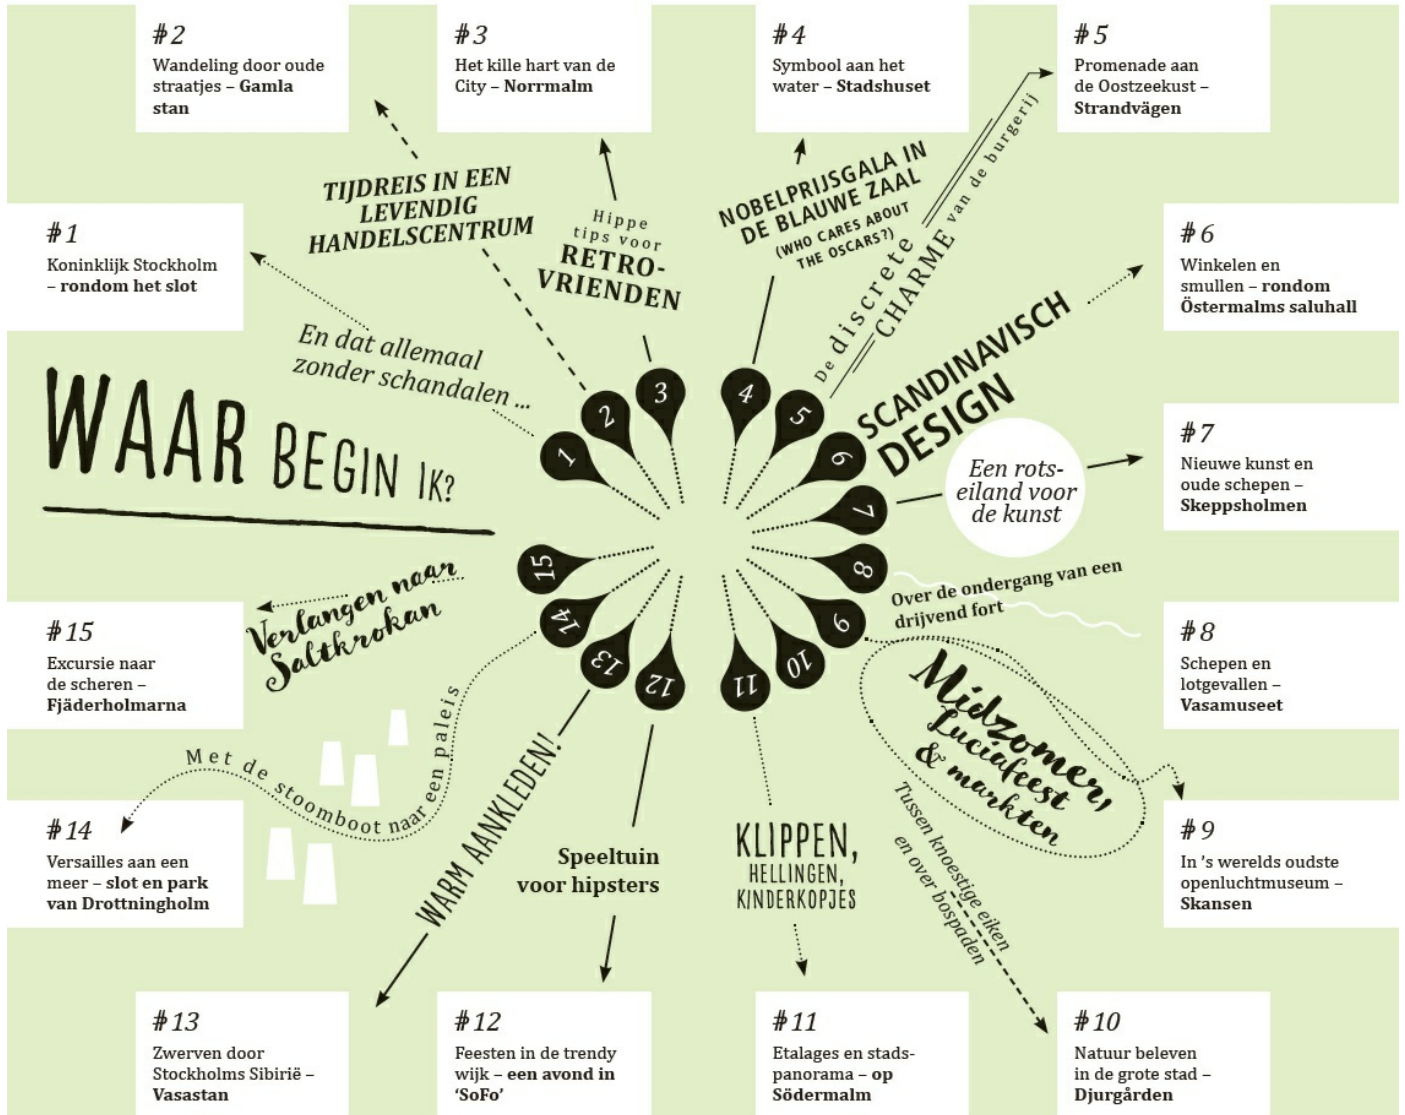 #2
Wandeling door oude
straatjes – Gamla
stan
#3
Het kille hart van de
City – Norrmalm
#4
Symbool aan het
water – Stadshuset
#5
Promenade aan
de Oostzeekust –
Strandvägen
TIJDREIS IN EEN
LEVENDIG
HANDELSCENTRUM
Hippe
tips voor
RETRO-
VRIENDEN
NOBELPRIJSGALA IN
DE BLAUWE ZAAL
(WHO CARES ABOUT
THE OSCARS?)
De discrete
CHARME van de burgerij
#1
Koninklijk Stockholm
– rondom het slot
En dat allemaal
zonder schandalen ...
#6
Winkelen en
smullen – rondom
Östermalms saluhall
SCANDINAVISCH
DESIGN
WAAR BEGIN IK?
1
2
3
4
5
6
7
8
9
10
11
12
13
14
15
Een rots-
eiland voor
de kunst
#7
Nieuwe kunst en
oude schepen –
Skeppsholmen
Over de ondergang van een
drijvend fort
#8
Schepen en
lotgevallen –
Vasamuseet
Verlangen naar
Saltkrokan
#15
Excursie naar
de scheren –
Fjäderholmarna
Midzomer,
Luciafeest
& markten
#9
In ’s werelds oudste
openluchtmuseum –
Skansen
Met de stoomboot naar een paleis
#14
Versailles aan een
meer – slot en park
van Drottningholm
WARM AANKLEDEN!
Speeltuin
voor hipsters
KLIPPEN,
HELLINGEN,
KINDERKOPJES
Tussen knoestige eiken
en over bospaden
#13
Zwerven door
Stockholms Sibirië –
Vasastan
#12
Feesten in de trendy
wijk – een avond in
‘SoFo’
#11
Etalages en stads-
panorama – op
Södermalm
#10
Natuur beleven
in de grote stad –
Djurgården